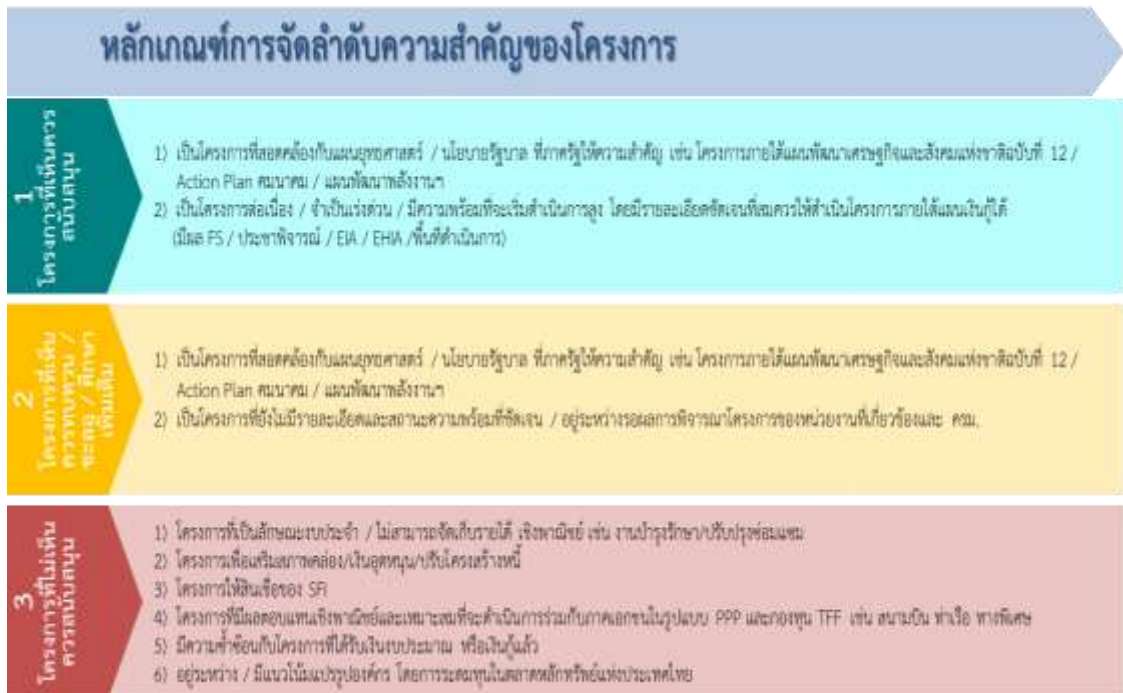 หลักเกณฑ์การจัดลำดับความสำคัญของโครงการ
1
โครงการที่เห็นควร
สนับสนุน
1) เป็นโครงการที่สอดคล้องกับแผนยุทธศาสตร์ / นโยบายรัฐบาล ที่ภาครัฐให้ความสำคัญ เช่น โครงการภายใต้แผนพัฒนาเศรษฐกิจและสังคมแห่งชาติฉบับที่ 12 /
Action Plan คมนาคม / แผนพัฒนาพลังงานฯ
2) เป็นโครงการต่อเนื่อง / จำเป็นเร่งด่วน / มีความพร้อมที่จะเริ่มดำเนินการสูง โดยมีรายละเอียดชัดเจนที่สมควรให้ดำเนินโครงการภายใต้แผนเงินกู้ได้
(มีผล FS / ประชาพิจารณ์ / EIA / EHIA /พื้นที่ดำเนินการ)
2
โครงการที่เห็น
ควรทบทวน /
ชะลอ / ศึกษา
เพิ่มเติม
1) เป็นโครงการที่สอดคล้องกับแผนยุทธศาสตร์ / นโยบายรัฐบาล ที่ภาครัฐให้ความสำคัญ เช่น โครงการภายใต้แผนพัฒนาเศรษฐกิจและสังคมแห่งชาติฉบับที่ 12 /
Action Plan คมนาคม / แผนพัฒนาพลังงานฯ
2) เป็นโครงการที่ยังไม่มีรายละเอียดและสถานะความพร้อมที่ชัดเจน / อยู่ระหว่างรอผลการพิจารณาโครงการของหน่วยงานที่เกี่ยวข้องและ ครม.
3
โครงการที่ไม่เห็น
ควรสนับสนุน
1) โครงการที่เป็นลักษณะงบประจำ / ไม่สามารถจัดเก็บรายได้ เชิงพาณิชย์ เช่น งานบำรุงรักษา/ปรับปรุงซ่อมแซม
2) โครงการเพื่อเสริมสภาพคล่อง/เงินอุดหนุน/ปรับโครงสร้างหนี้
3) โครงการให้สินเชื่อของ SFI
4) โครงการที่มีผลตอบแทนเชิงพาณิชย์และเหมาะสมที่จะดำเนินการร่วมกับภาคเอกชนในรูปแบบ PPP และกองทุน TFF เช่น สนามบิน ท่าเรือ ทางพิเศษ
5) มีความซ้ำซ้อนกับโครงการที่ได้รับเงินงบประมาณ หรือเงินกู้แล้ว
6) อยู่ระหว่าง / มีแนวโน้มแปรรูปองค์กร โดยการระดมทุนในตลาดหลักทรัพย์แห่งประเทศไทย